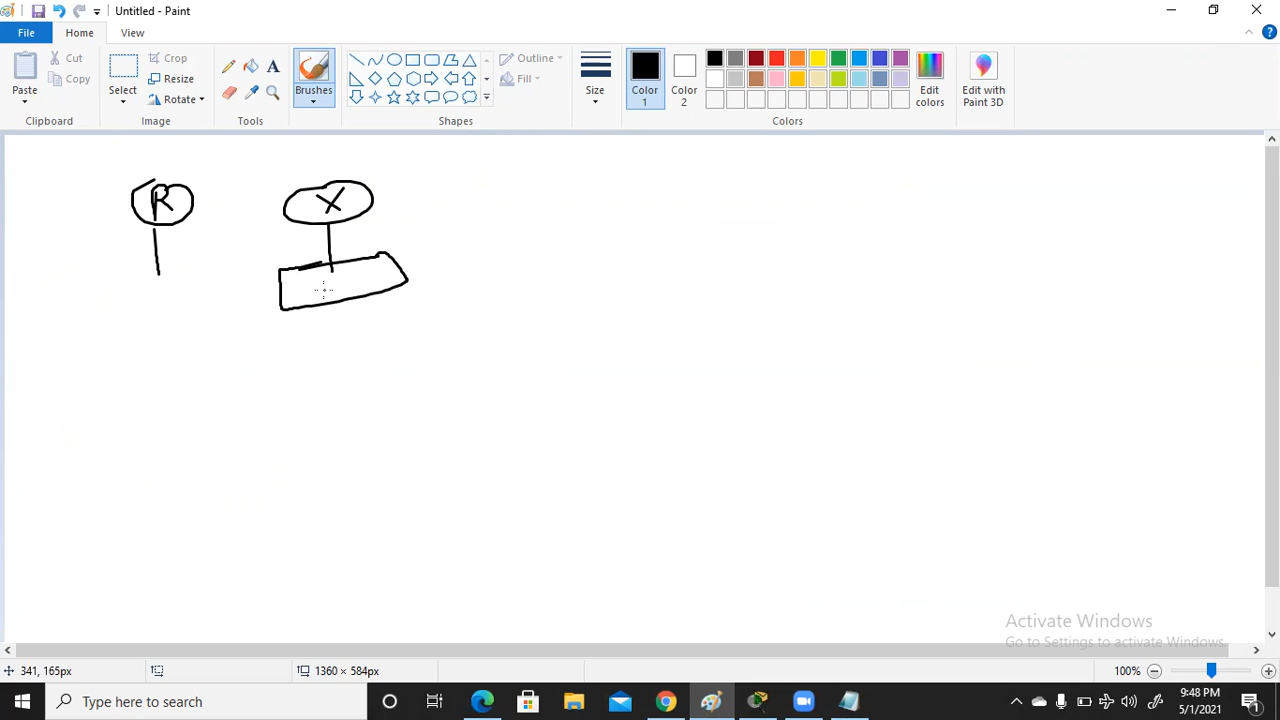 Untitled - Paint
File Home View
Paste
Cut
Copy
Clipboard
Select
Crop
Resize
Rotate
Image
A
Tools
Brushes
Outline
Fill
Shapes
Size
Color 1
Color 2
Edit colors
Colors
Edit with Paint 3D
R X
Activate Windows
Go to Settings to activate Windows.
341, 165px
1360 × 584px
100%
Type here to search
9:48 PM
5/1/2021
1